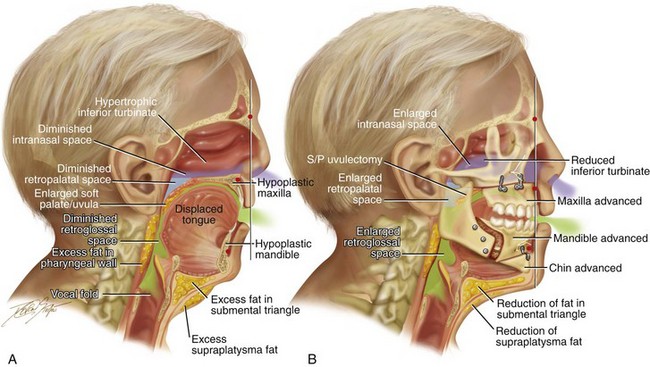 Hypertrophic
inferior turbinate
Diminished
intranasal space
Diminished
retropalatal space
Enlarged soft
palate/uvula
Diminished
retroglossal
space
Excess fat in
pharyngeal wall
Vocal fold
Displaced
tongue
Hypoplastic
maxilla
Hypoplastic
mandible
Excess fat in
submental triangle
Excess
supraplatysma fat
A
Enlarged
intranasal space
S/P uvulectomy
Enlarged
retropalatal
space
Enlarged
retroglossal
space
Reduced
inferior turbinate
Maxilla advanced
Mandible advanced
Chin advanced
Reduction of fat in
submental triangle
Reduction of
supraplatysma fat
B